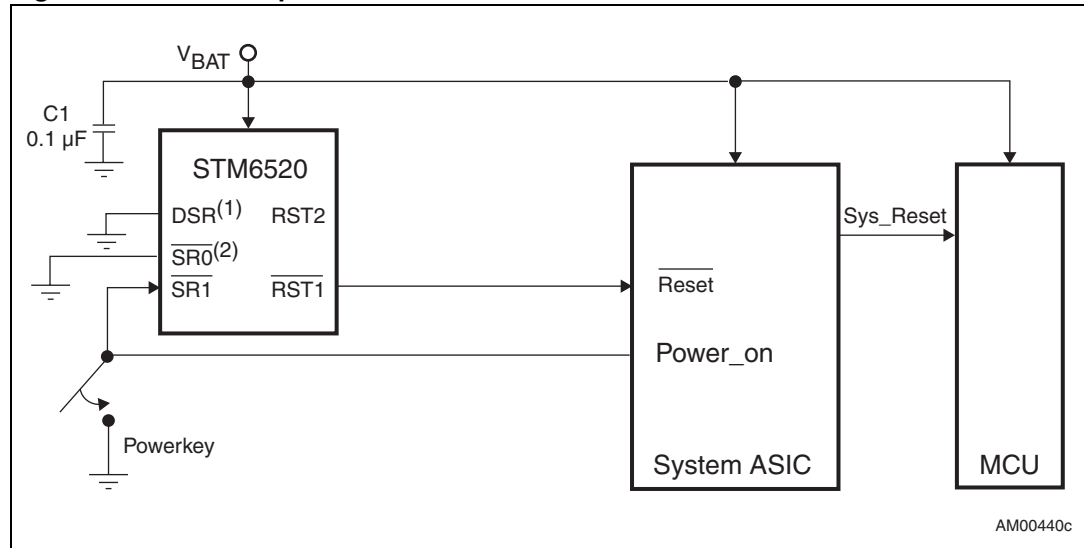 V_BAT
C1
0.1 µF
STM6520
DSR(1) RST2
SR0(2)
SR1 RST1
Sys_Reset
Reset
Power_on
Powerkey
System ASIC
MCU
AM00440c